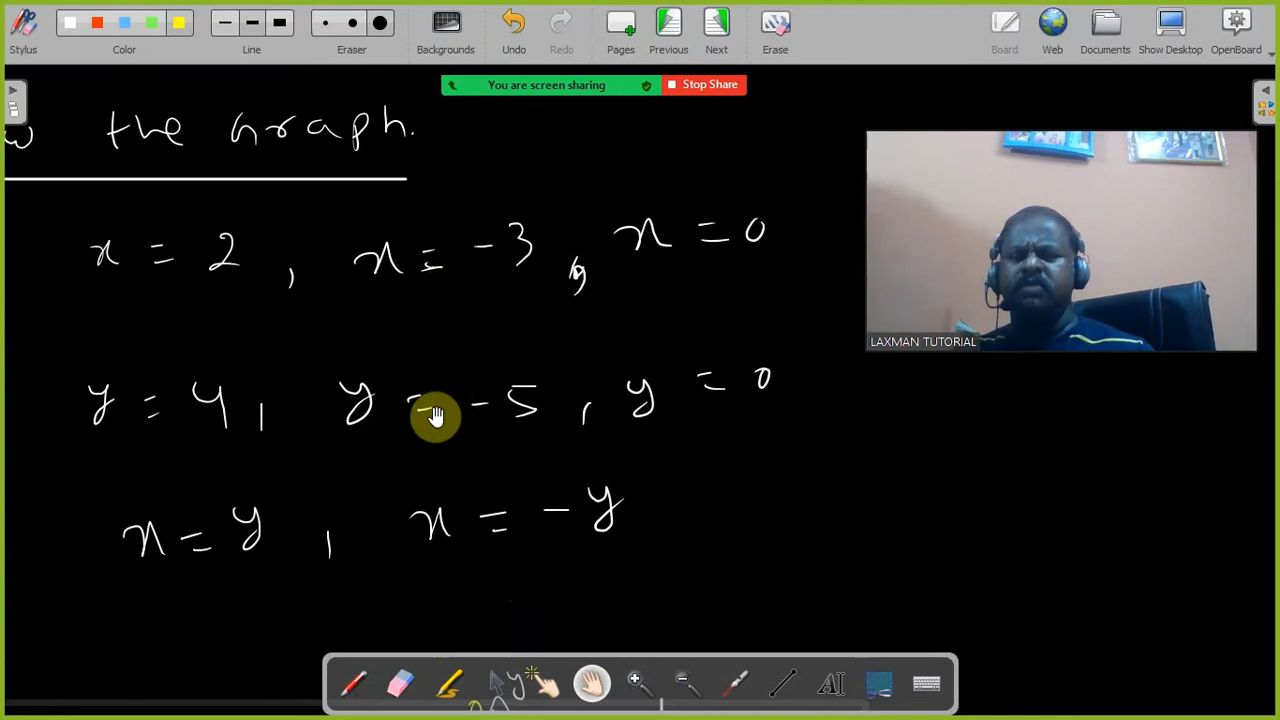 Stylus Color Line Eraser Backgrounds Undo Redo Pages Previous Next Erase Board Web Documents Show Desktop OpenBoard
You are screen sharing Stop Share
w the Graph.
x = 2 , x = -3 , x = 0
LAXMAN TUTORIAL
y = 4 , y = -5 , y = 0
x = y , x = -y
y
AI